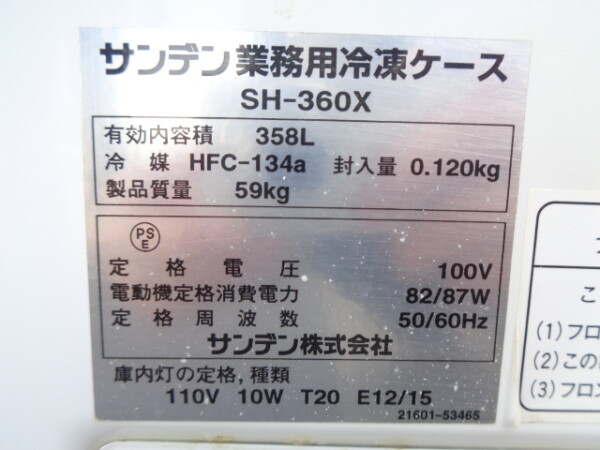 サンデン業務用冷凍ケース
SH-360X
有効内容積 358L
冷媒 HFC-134a 封入量 0.120kg
製品質量 59kg
PS
E
定格電圧 100V
電動機定格消費電力 82/87W
定格周波数 50/60Hz
サンデン株式会社
庫内灯の定格,種類
110V 10W T20 E12/15
21601-53465
こ
(1)フロ
(2)この
(3)フロン